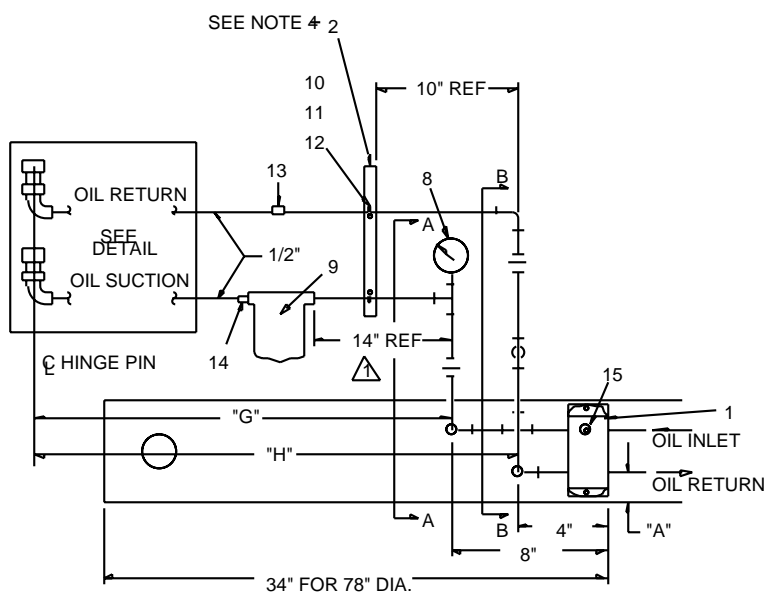 SEE NOTE 4 2
10
10" REF
11
12
13
8
B
OIL RETURN
A
SEE
DETAIL
1/2"
9
OIL SUCTION
14
14" REF
1
℄ HINGE PIN
15
"G"
1
OIL INLET
"H"
OIL RETURN
A
B
4"
"A"
8"
34" FOR 78" DIA.